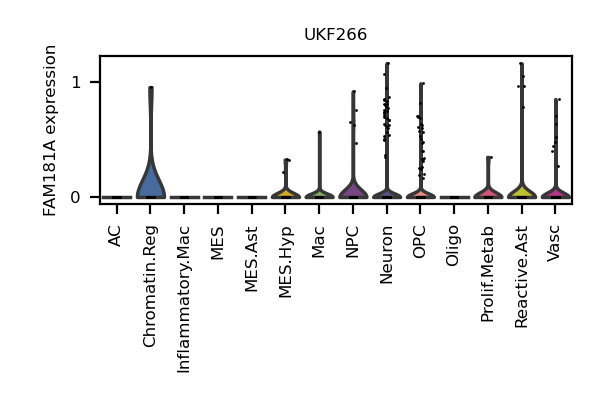 UKF266
FAM181A expression
1
0
AC
Chromatin.Reg
Inflammatory.Mac
MES
MES.Ast
MES.Hyp
Mac
NPC
Neuron
OPC
Oligo
Prolif.Metab
Reactive.Ast
Vasc